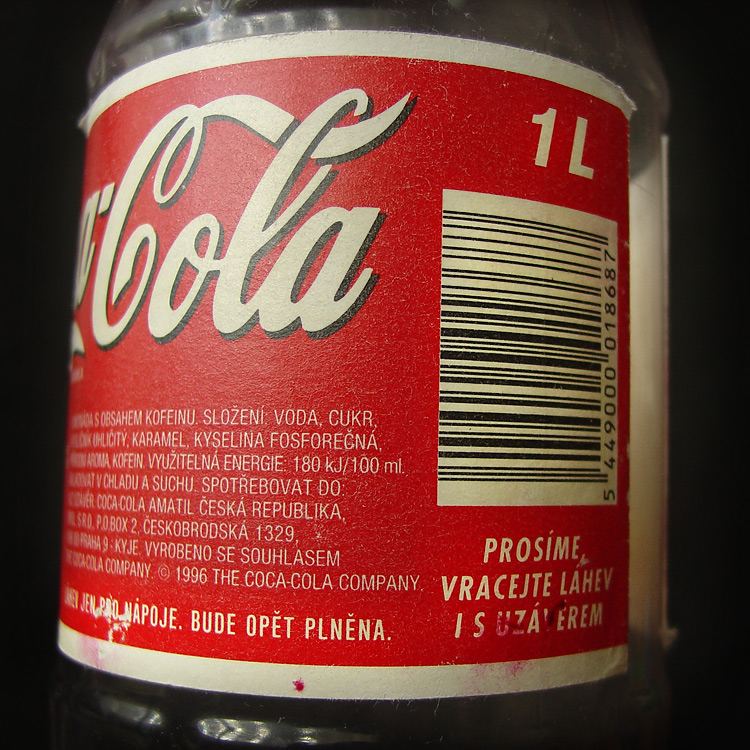 Cola
1 L
S OBSAHEM KOFEINU. SLOŽENÍ: VODA, CUKR,
UHLIČITÝ, KARAMEL, KYSELINA FOSFOREČNÁ,
AROMA, KOFEIN. VYUŽITELNÁ ENERGIE: 180 kJ/100 ml.
V CHLADU A SUCHU. SPOTŘEBOVAT DO
COCA-COLA AMATIL ČESKÁ REPUBLIKA,
S.R.O., P.O.BOX 2, ČESKOBRODSKÁ 1329,
PRAHA 9 - KYJE. VYROBENO SE SOUHLASEM
THE COCA-COLA COMPANY. © 1996 THE COCA-COLA COMPANY.
LÁHEV JEN PRO NÁPOJE. BUDE OPĚT PLNĚNA.
5 449000 018687
PROSÍME,
VRACEJTE LÁHEV
I S UZÁVĚREM